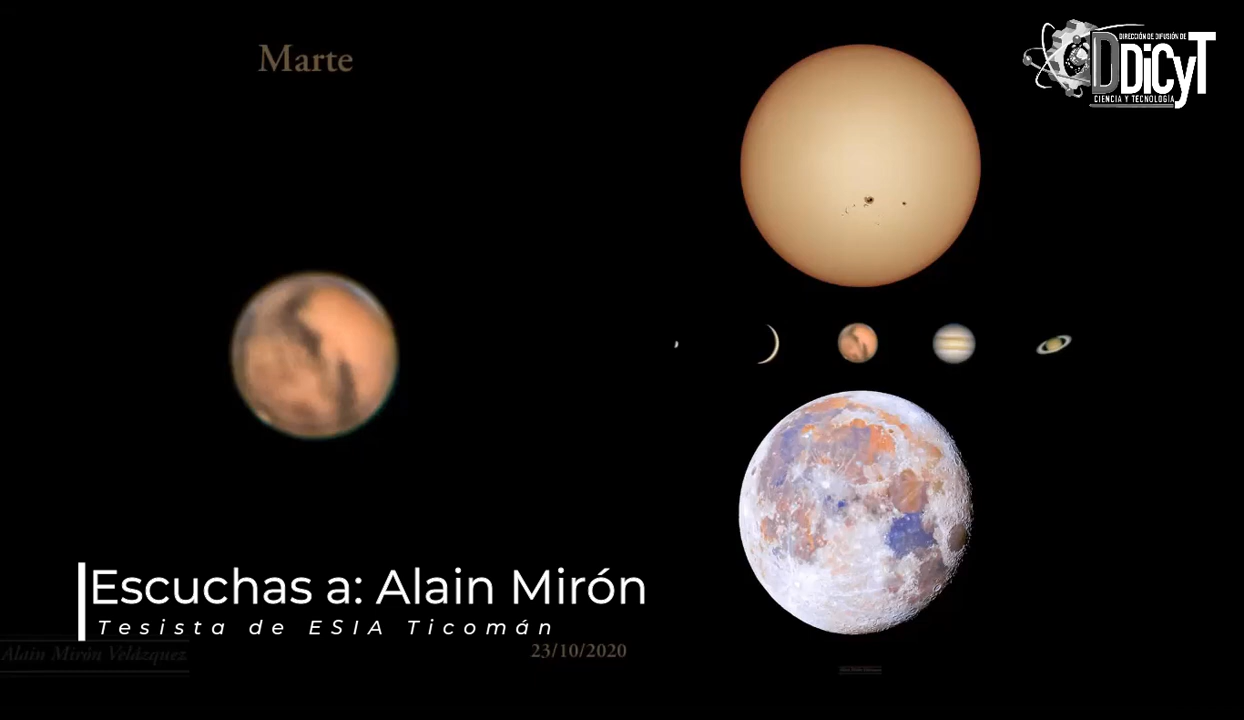 Marte
DIRECCIÓN DE DIFUSIÓN DE
DDiCyT
CIENCIA Y TECNOLOGÍA
Escuchas a: Alain Mirón
Tesista de ESIA Ticomán
Alain Mirón Velázquez
23/10/2020